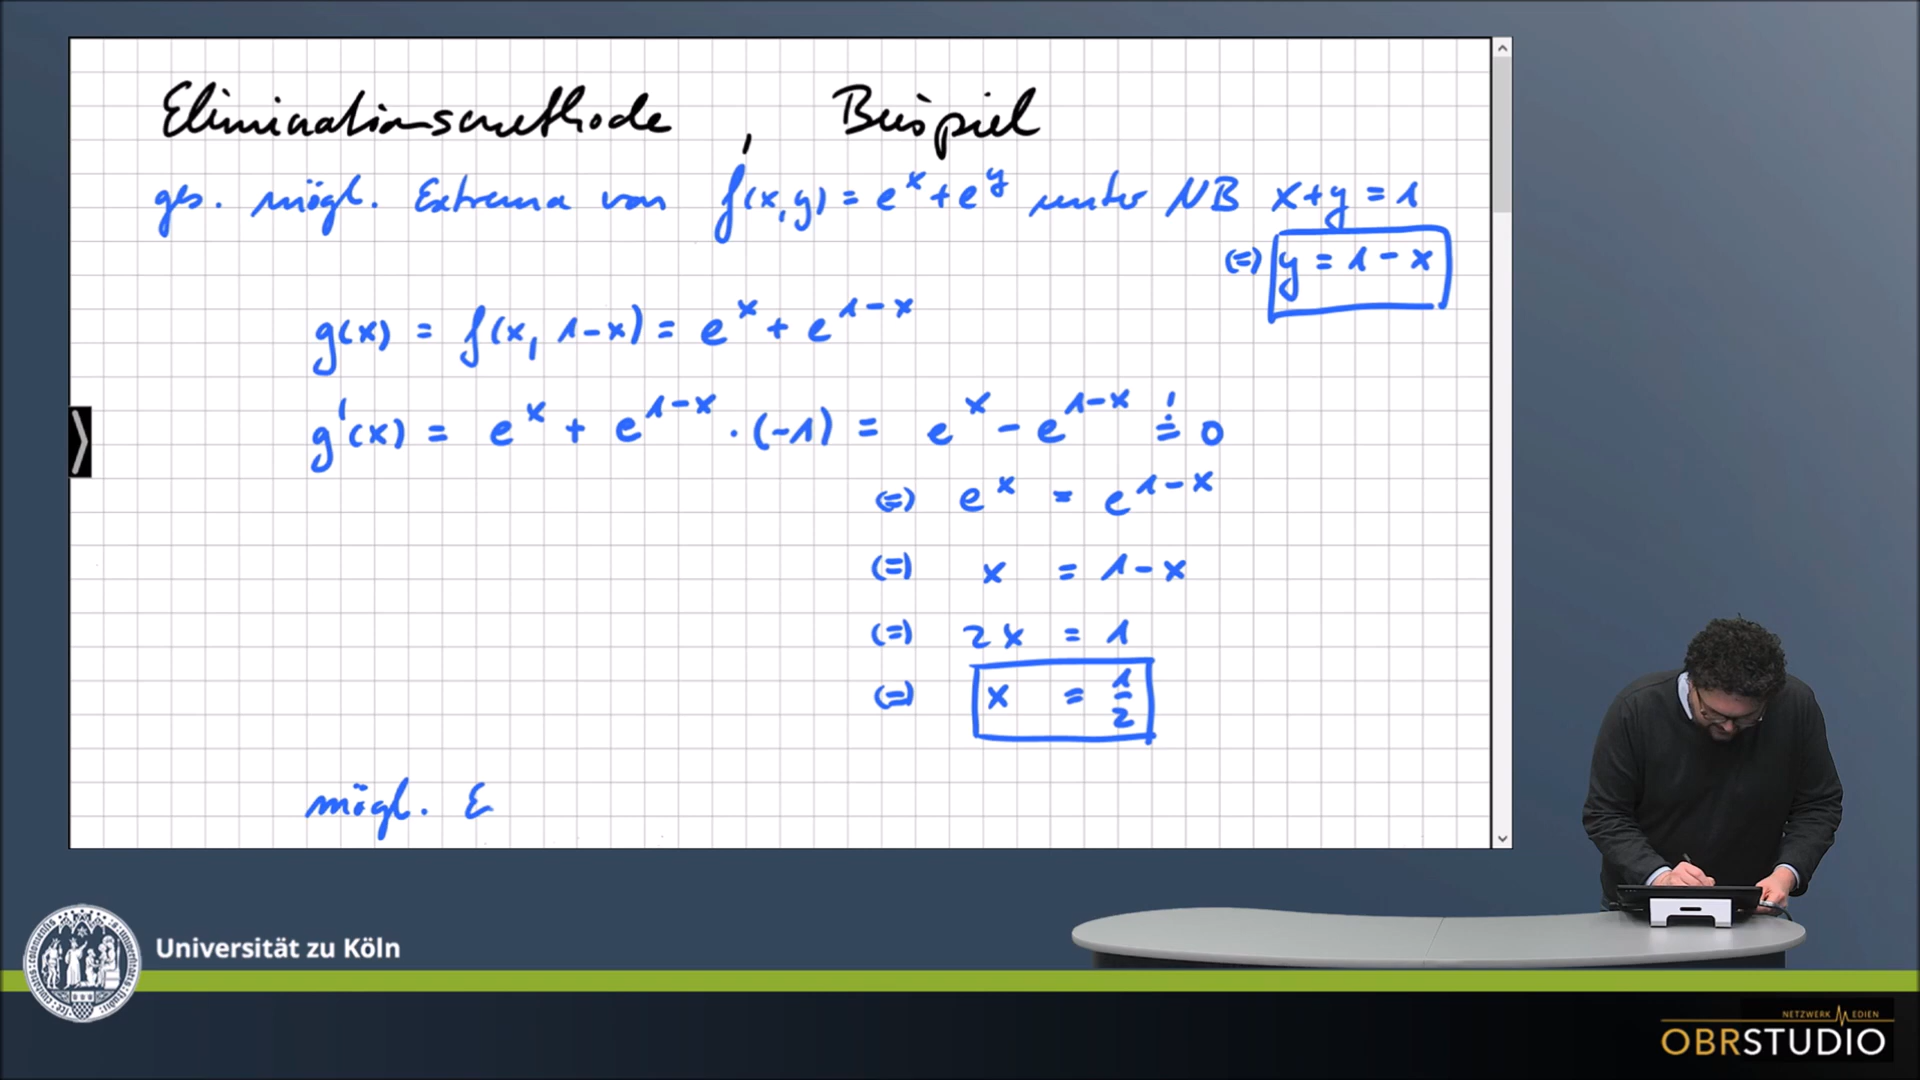 Eliminationsmethode, Beispiel
ges. mögl. Extrema von f(x,y) = e^x + e^y unter NB x+y = 1
(=) y = 1-x
g(x) = f(x, 1-x) = e^x + e^{1-x}
g'(x) = e^x + e^{1-x} · (-1) = e^x - e^{1-x} =! 0
(=) e^x = e^{1-x}
(=) x = 1-x
(=) 2x = 1
(=) x = 1/2
mögl. E
Universität zu Köln
NETZWERK MEDIEN
OBRSTUDIO